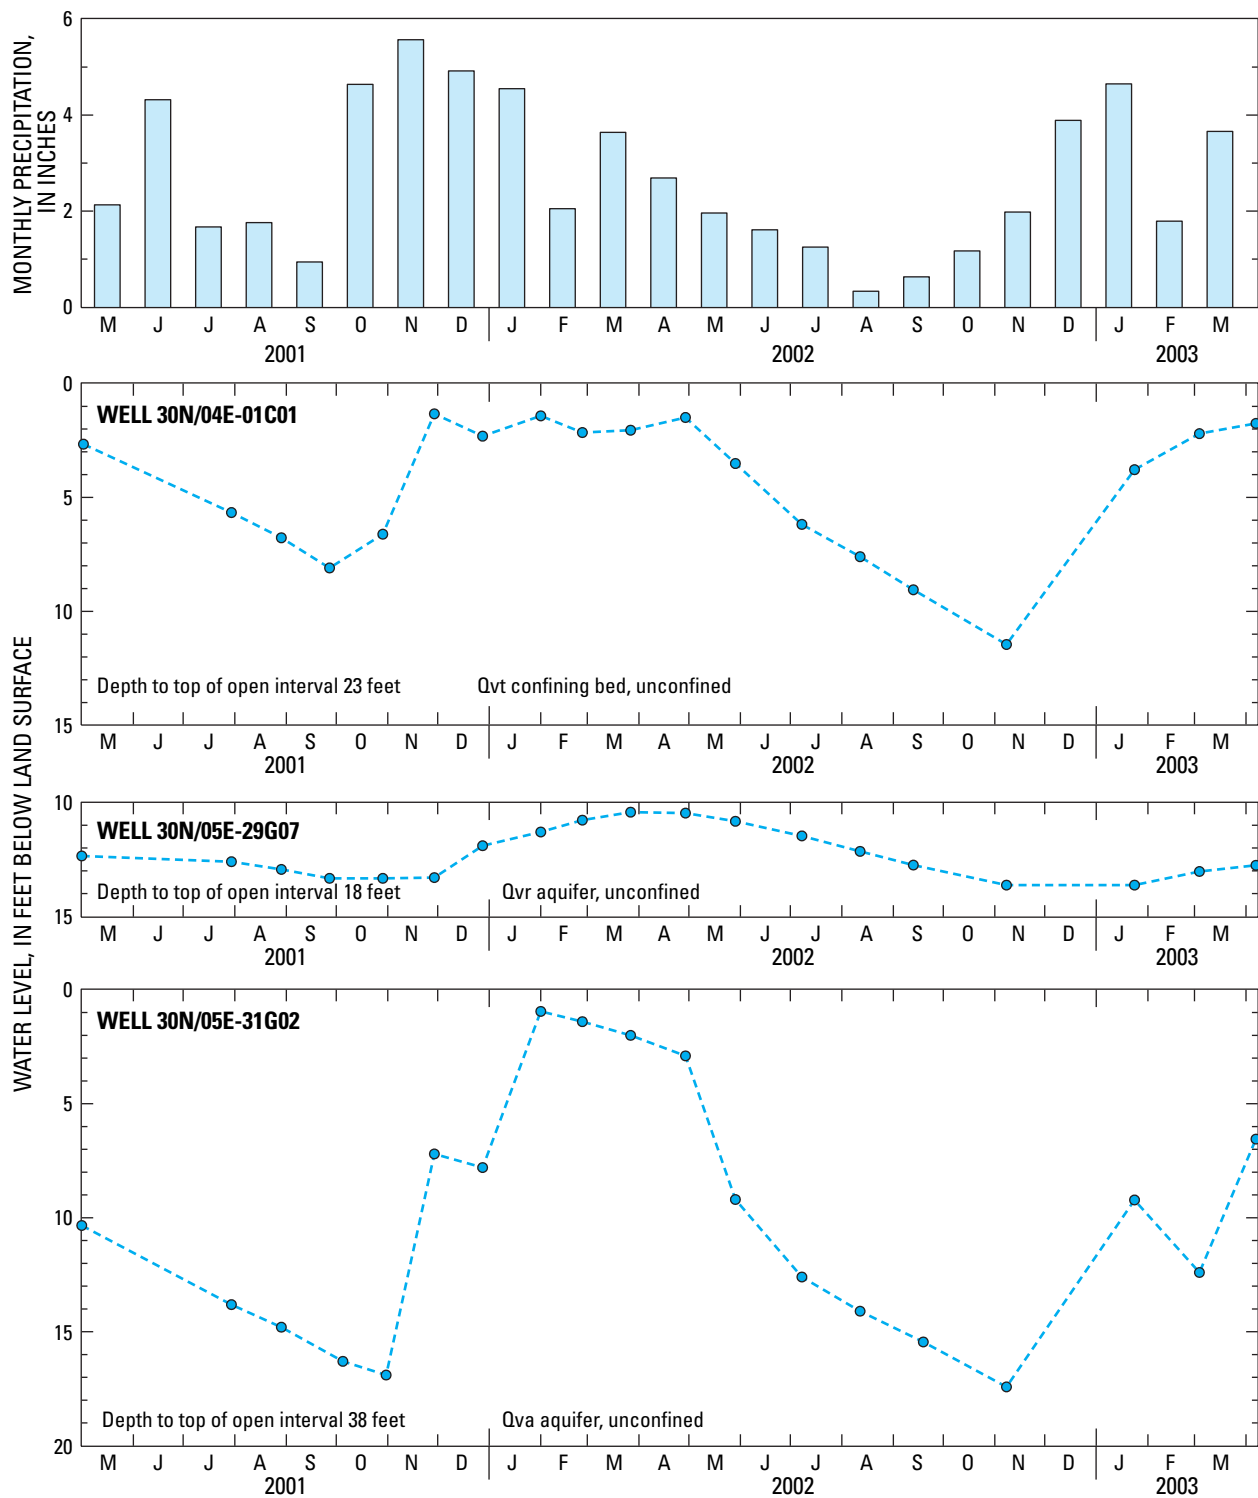 MONTHLY PRECIPITATION,
IN INCHES
6
4
2
0
M J J A S O N D J F M A M J J A S O N D J F M
2001 2002 2003
WATER LEVEL, IN FEET BELOW LAND SURFACE
0
WELL 30N/04E-01C01
5
10
Depth to top of open interval 23 feet Qvt confining bed, unconfined
15
M J J A S O N D J F M A M J J A S O N D J F M
2001 2002 2003
10
WELL 30N/05E-29G07
Depth to top of open interval 18 feet Qvr aquifer, unconfined
15
M J J A S O N D J F M A M J J A S O N D J F M
2001 2002 2003
0
WELL 30N/05E-31G02
5
10
15
Depth to top of open interval 38 feet Qva aquifer, unconfined
20
M J J A S O N D J F M A M J J A S O N D J F M
2001 2002 2003